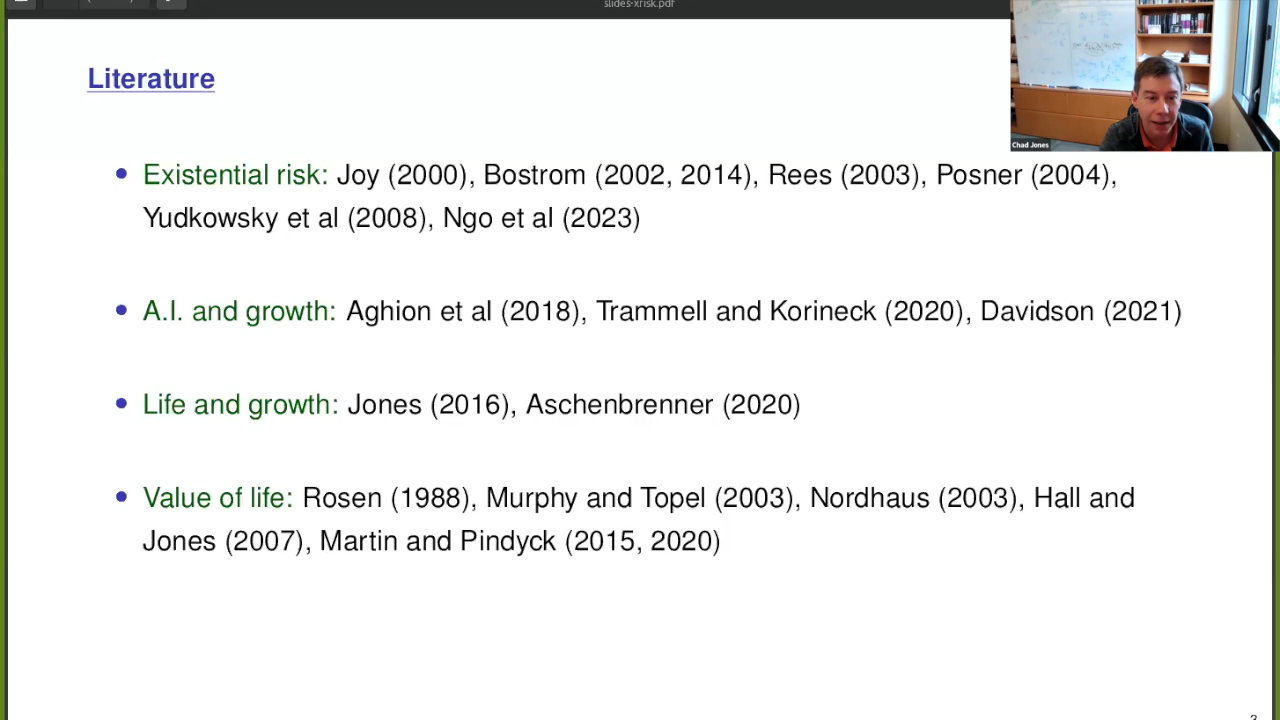 slides-xrisk.pdf
Literature
Chad Jones
• Existential risk: Joy (2000), Bostrom (2002, 2014), Rees (2003), Posner (2004),
Yudkowsky et al (2008), Ngo et al (2023)
• A.I. and growth: Aghion et al (2018), Trammell and Korineck (2020), Davidson (2021)
• Life and growth: Jones (2016), Aschenbrenner (2020)
• Value of life: Rosen (1988), Murphy and Topel (2003), Nordhaus (2003), Hall and
Jones (2007), Martin and Pindyck (2015, 2020)
3